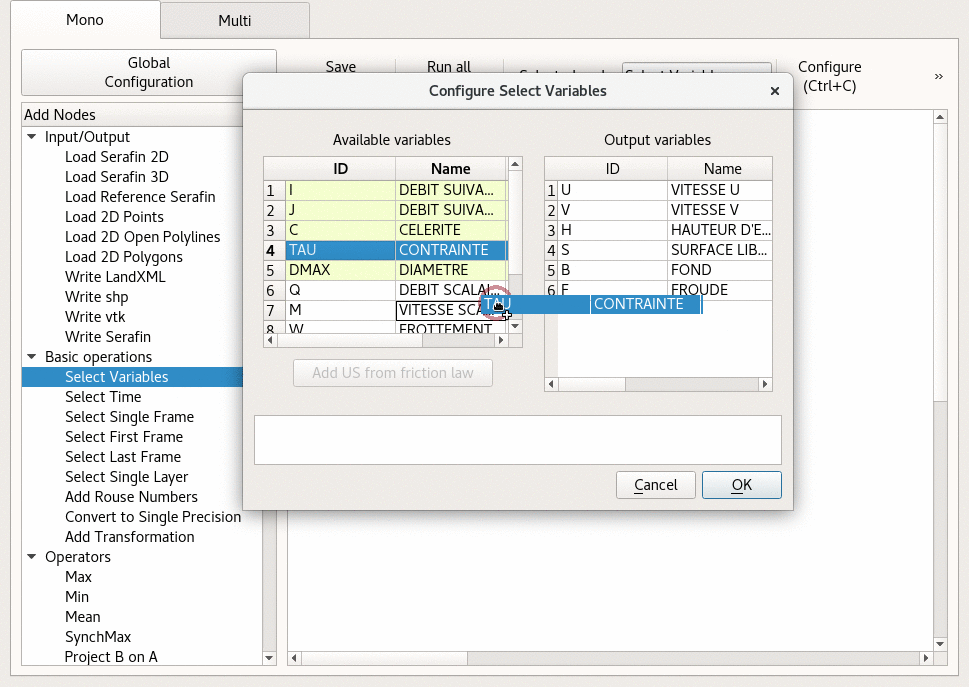 Mono
Multi
Global
Configuration
Save
Run all
Configure
(Ctrl+C)
»
Configure Select Variables
×
Add Nodes
Input/Output
Load Serafin 2D
Load Serafin 3D
Load Reference Serafin
Load 2D Points
Load 2D Open Polylines
Load 2D Polygons
Write LandXML
Write shp
Write vtk
Write Serafin
Basic operations
Select Variables
Select Time
Select Single Frame
Select First Frame
Select Last Frame
Select Single Layer
Add Rouse Numbers
Convert to Single Precision
Add Transformation
Operators
Max
Min
Mean
SynchMax
Project B on A
Available variables
ID Name
1 I DEBIT SUIVA...
2 J DEBIT SUIVA...
3 C CELERITE
4 TAU CONTRAINTE
5 DMAX DIAMETRE
6 Q DEBIT SCALAI...
7 M VITESSE SCA
8 W FROTTEMENT
TAU CONTRAINTE
Output variables
ID Name
1 U VITESSE U
2 V VITESSE V
3 H HAUTEUR D'E...
4 S SURFACE LIB...
5 B FOND
6 F FROUDE
Add US from friction law
Cancel
OK